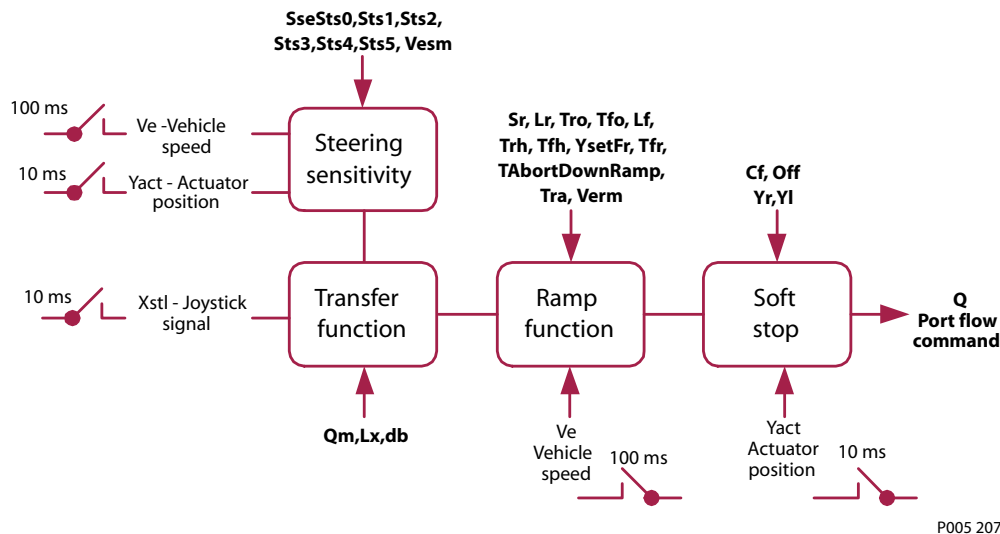 SseSts0,Sts1,Sts2,
Sts3,Sts4,Sts5, Vesm
100 ms
Ve -Vehicle
speed
10 ms
Yact - Actuator
position
Steering
sensitivity
Sr, Lr, Tro, Tfo, Lf,
Trh, Tfh, YsetFr, Tfr,
TAbortDownRamp,
Tra, Verm
Cf, Off
Yr,Yl
10 ms
Xstl - Joystick
signal
Transfer
function
Ramp
function
Soft
stop
Q
Port flow
command
Qm,Lx,db
Ve
Vehicle
speed
100 ms
Yact
Actuator
position
10 ms
P005 207